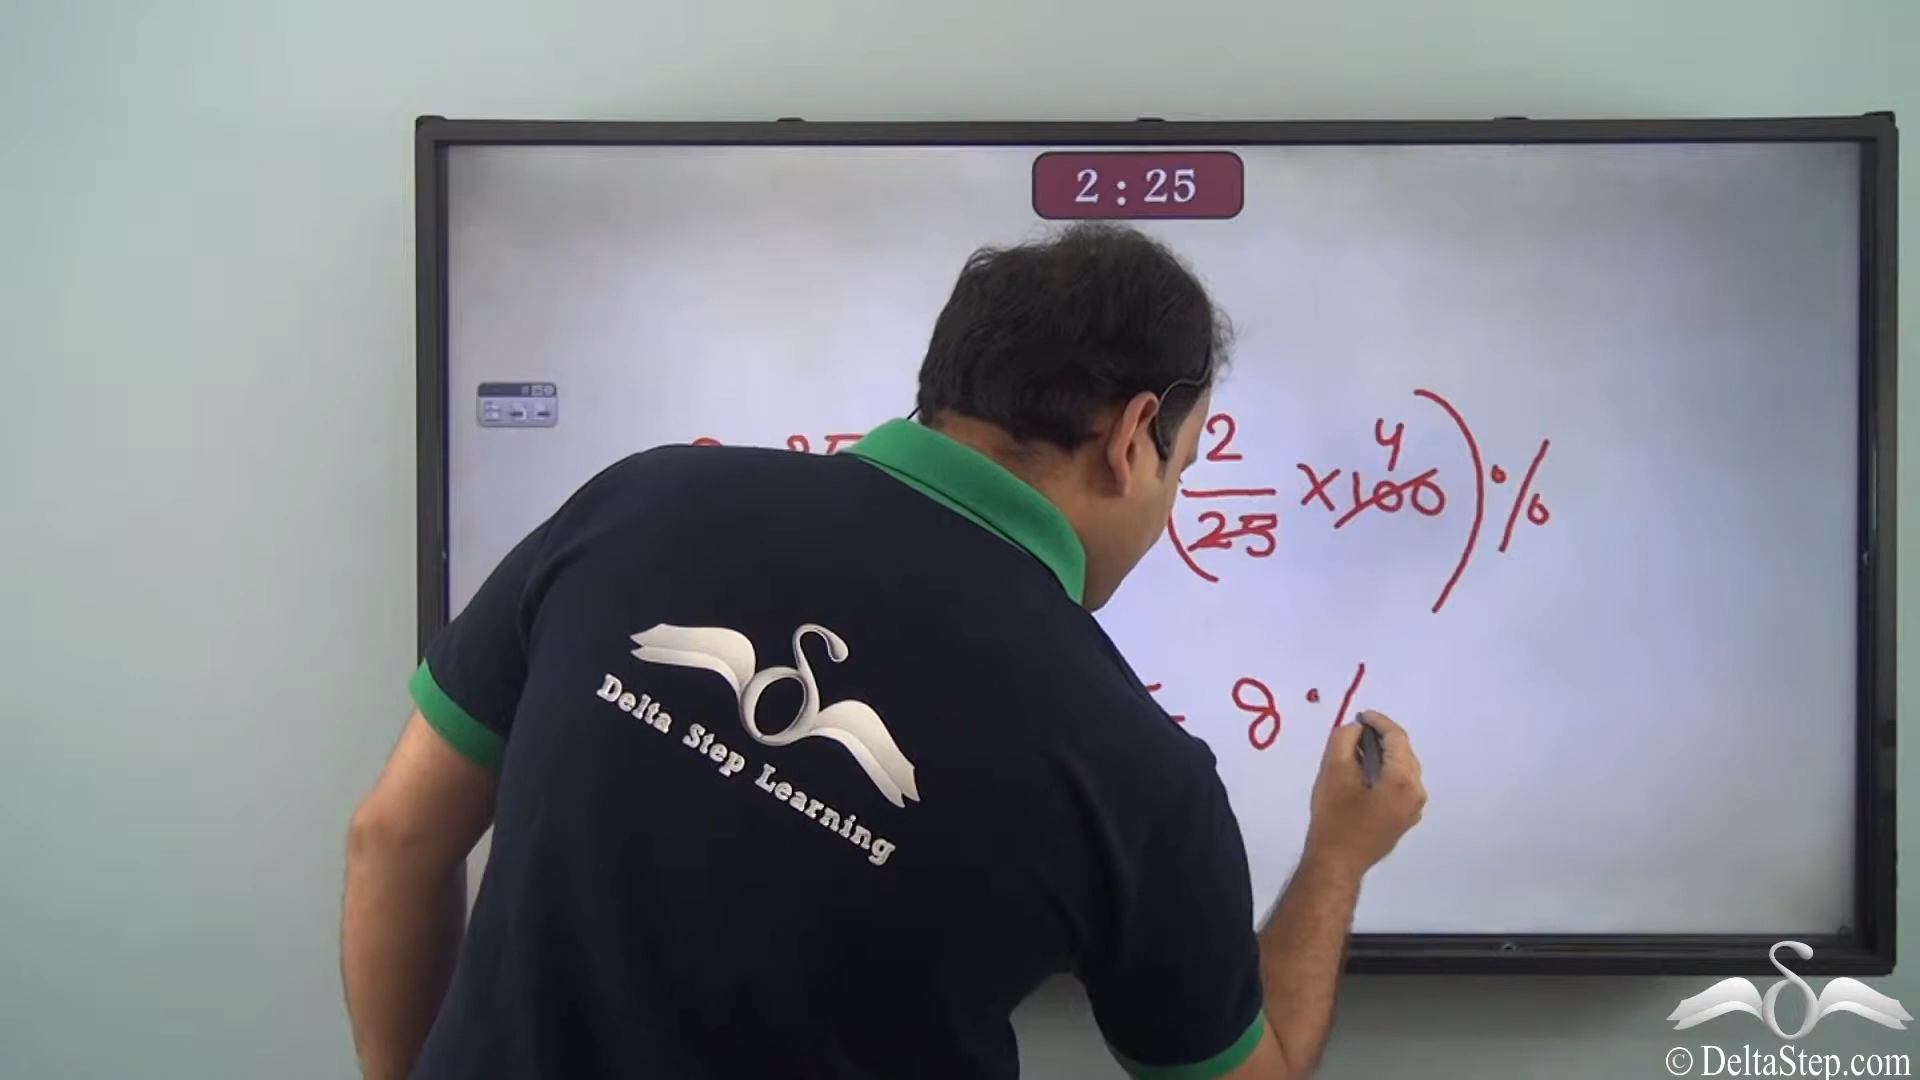 2 : 25
2/25 × 100 4 ) %
= 8 %
Delta Step Learning
© DeltaStep.com